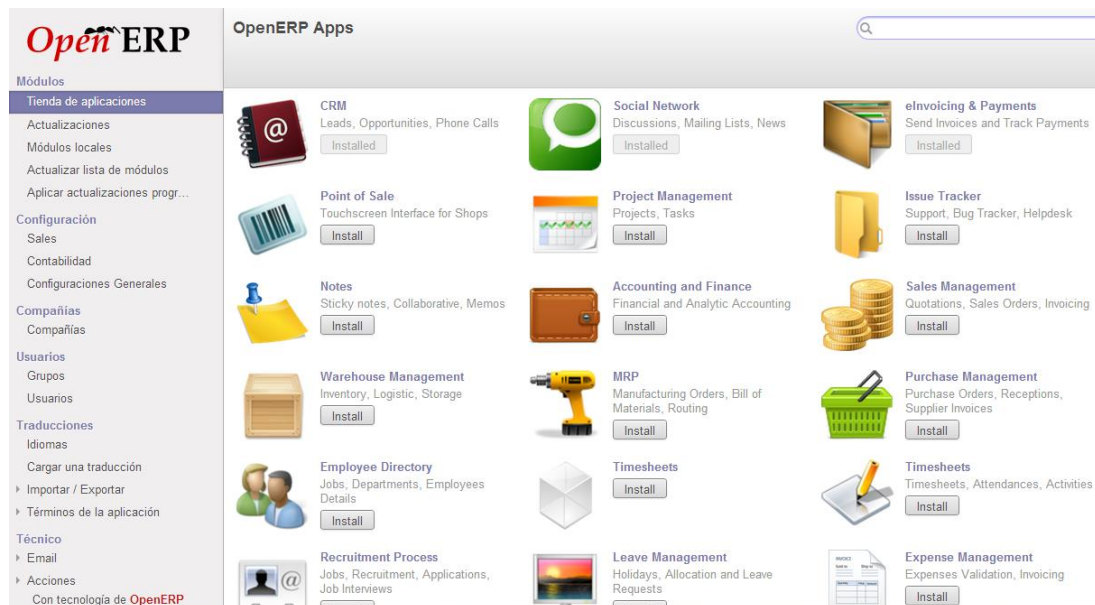 OpenERP
Módulos
Tienda de aplicaciones
Actualizaciones
Módulos locales
Actualizar lista de módulos
Aplicar actualizaciones progr...
Configuración
Sales
Contabilidad
Configuraciones Generales
Compañías
Compañías
Usuarios
Grupos
Usuarios
Traducciones
Idiomas
Cargar una traducción
Importar / Exportar
Términos de la aplicación
Técnico
Email
Acciones
Con tecnología de OpenERP
OpenERP Apps
CRM
Leads, Opportunities, Phone Calls
Installed
Social Network
Discussions, Mailing Lists, News
Installed
eInvoicing & Payments
Send Invoices and Track Payments
Installed
Point of Sale
Touchscreen Interface for Shops
Install
Project Management
Projects, Tasks
Install
Issue Tracker
Support, Bug Tracker, Helpdesk
Install
Notes
Sticky notes, Collaborative, Memos
Install
Accounting and Finance
Financial and Analytic Accounting
Install
Sales Management
Quotations, Sales Orders, Invoicing
Install
Warehouse Management
Inventory, Logistic, Storage
Install
MRP
Manufacturing Orders, Bill of
Materials, Routing
Install
Purchase Management
Purchase Orders, Receptions,
Supplier Invoices
Install
Employee Directory
Jobs, Departments, Employees
Details
Install
Timesheets
Install
Timesheets
Timesheets, Attendances, Activities
Install
Recruitment Process
Jobs, Recruitment, Applications,
Job Interviews
Leave Management
Holidays, Allocation and Leave
Requests
INVOICE
Expense Management
Expenses Validation, Invoicing
Install